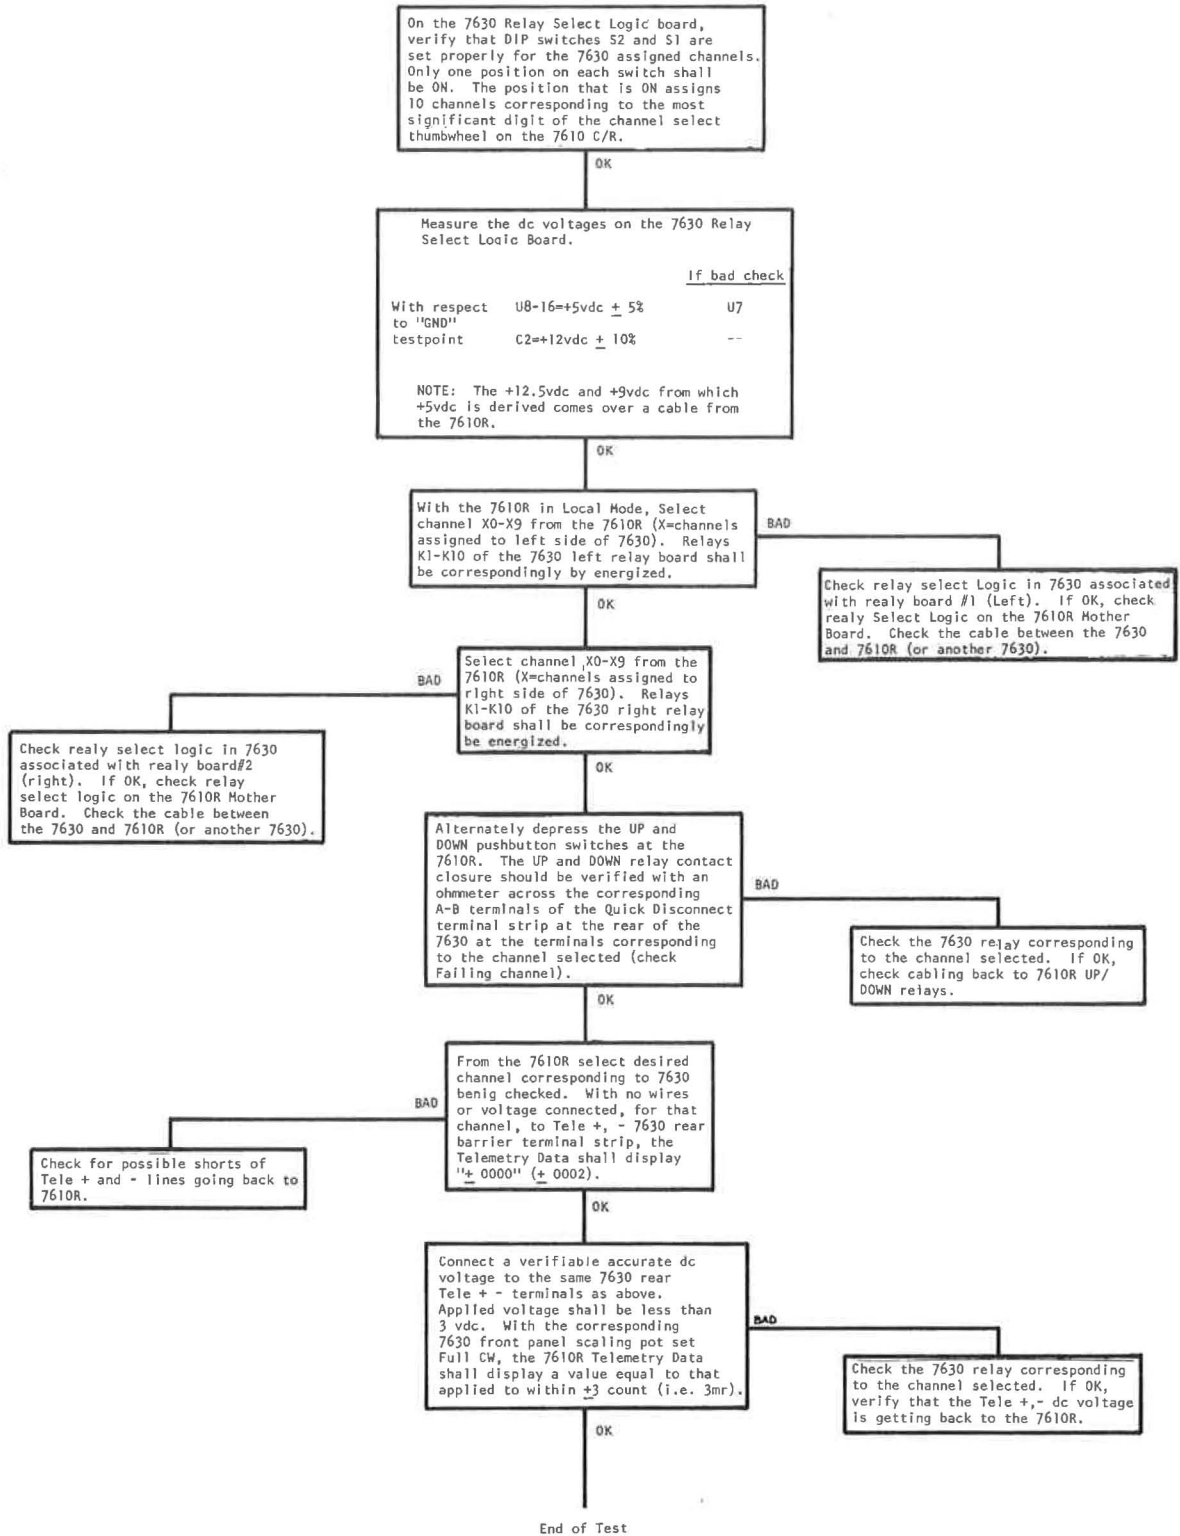 On the 7630 Relay Select Logic board,
verify that DIP switches S2 and S1 are
set properly for the 7630 assigned channels.
Only one position on each switch shall
be ON. The position that is ON assigns
10 channels corresponding to the most
significant digit of the channel select
thumbwheel on the 7610 C/R.
OK
Measure the dc voltages on the 7630 Relay
Select Logic Board.
If bad check
With respect U8-16=+5vdc ± 5% U7
to "GND"
testpoint C2=+12vdc ± 10% --
NOTE: The +12.5vdc and +9vdc from which
+5vdc is derived comes over a cable from
the 7610R.
OK
With the 7610R in Local Mode, Select
channel X0-X9 from the 7610R (X=channels
assigned to left side of 7630). Relays
K1-K10 of the 7630 left relay board shall
be correspondingly by energized.
BAD
Check relay select Logic in 7630 associated
with realy board #1 (Left). If OK, check
realy Select Logic on the 7610R Mother
Board. Check the cable between the 7630
and 7610R (or another 7630).
OK
Select channel X0-X9 from the
7610R (X=channels assigned to
right side of 7630). Relays
K1-K10 of the 7630 right relay
board shall be correspondingly
be energized.
BAD
Check realy select logic in 7630
associated with realy board#2
(right). If OK, check relay
select logic on the 7610R Mother
Board. Check the cable between
the 7630 and 7610R (or another 7630).
OK
Alternately depress the UP and
DOWN pushbutton switches at the
7610R. The UP and DOWN relay contact
closure should be verified with an
ohmmeter across the corresponding
A-B terminals of the Quick Disconnect
terminal strip at the rear of the
7630 at the terminals corresponding
to the channel selected (check
Failing channel).
BAD
Check the 7630 relay corresponding
to the channel selected. If OK,
check cabling back to 7610R UP/
DOWN relays.
OK
From the 7610R select desired
channel corresponding to 7630
benig checked. With no wires
or voltage connected, for that
channel, to Tele +, - 7630 rear
barrier terminal strip, the
Telemetry Data shall display
"± 0000" (± 0002).
BAD
Check for possible shorts of
Tele + and - lines going back to
7610R.
OK
Connect a verifiable accurate dc
voltage to the same 7630 rear
Tele + - terminals as above.
Applied voltage shall be less than
3 vdc. With the corresponding
7630 front panel scaling pot set
Full CW, the 7610R Telemetry Data
shall display a value equal to that
applied to within ±3 count (i.e. 3mr).
BAD
Check the 7630 relay corresponding
to the channel selected. If OK,
verify that the Tele +,- dc voltage
is getting back to the 7610R.
OK
End of Test